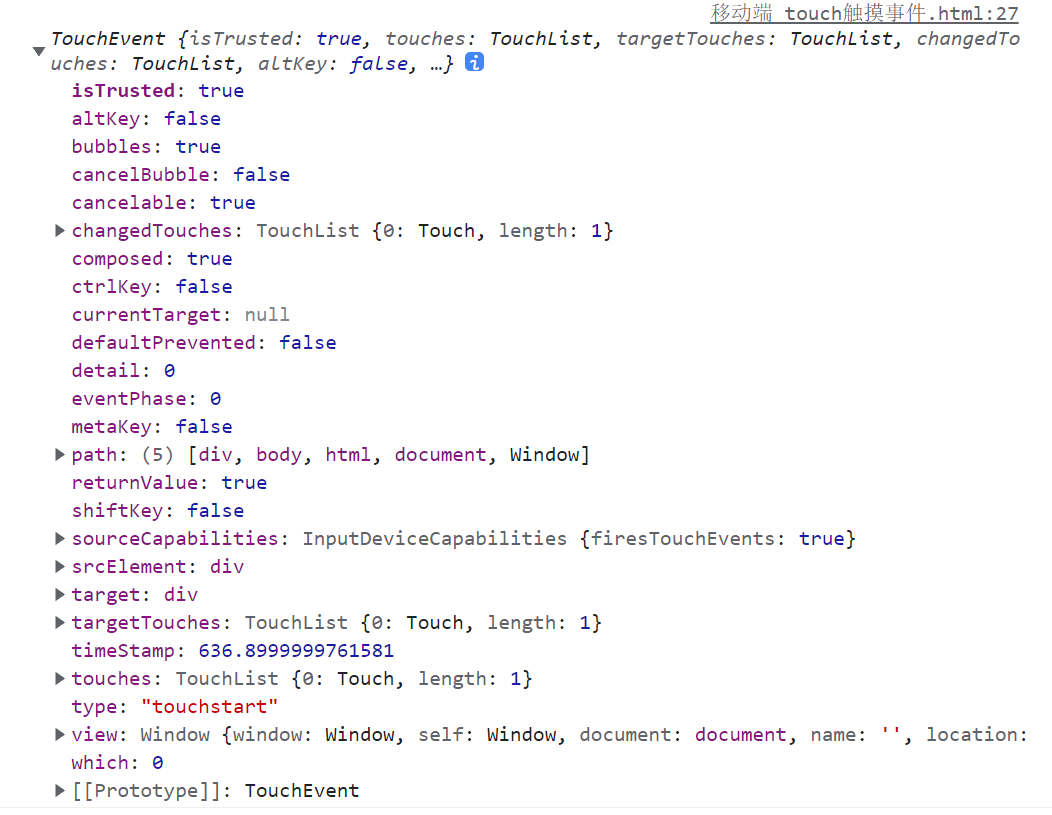 移动端 touch触摸事件.html:27
TouchEvent {isTrusted: true, touches: TouchList, targetTouches: TouchList, changedTo
uches: TouchList, altKey: false, …} i
isTrusted: true
altKey: false
bubbles: true
cancelBubble: false
cancelable: true
changedTouches: TouchList {0: Touch, length: 1}
composed: true
ctrlKey: false
currentTarget: null
defaultPrevented: false
detail: 0
eventPhase: 0
metaKey: false
path: (5) [div, body, html, document, Window]
returnValue: true
shiftKey: false
sourceCapabilities: InputDeviceCapabilities {firesTouchEvents: true}
srcElement: div
target: div
targetTouches: TouchList {0: Touch, length: 1}
timeStamp: 636.8999999761581
touches: TouchList {0: Touch, length: 1}
type: "touchstart"
view: Window {window: Window, self: Window, document: document, name: '', location:
which: 0
[[Prototype]]: TouchEvent